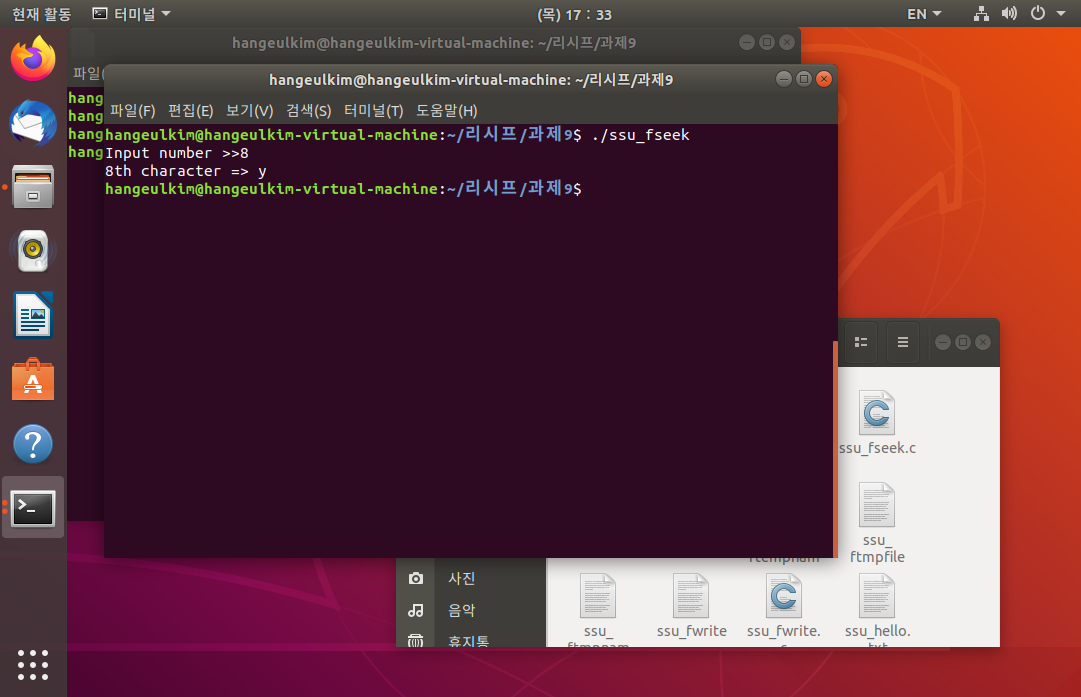 현재 활동
터미널
(목) 17 : 33
EN
hangeulkim@hangeulkim-virtual-machine: ~/리시프/과제9
파일(
hang
hang
hang
hang
hangeulkim@hangeulkim-virtual-machine: ~/리시프/과제9
파일(F) 편집(E) 보기(V) 검색(S) 터미널(T) 도움말(H)
hangeulkim@hangeulkim-virtual-machine:~/리시프/과제9$ ./ssu_fseek
Input number >>8
8th character => y
hangeulkim@hangeulkim-virtual-machine:~/리시프/과제9$
ssu_fseek.c
ssu_
ftmpfile
사진
음악
휴지통
ssu_
ftmpnam
ssu_fwrite
ssu_fwrite.
c
ssu_hello.
txt